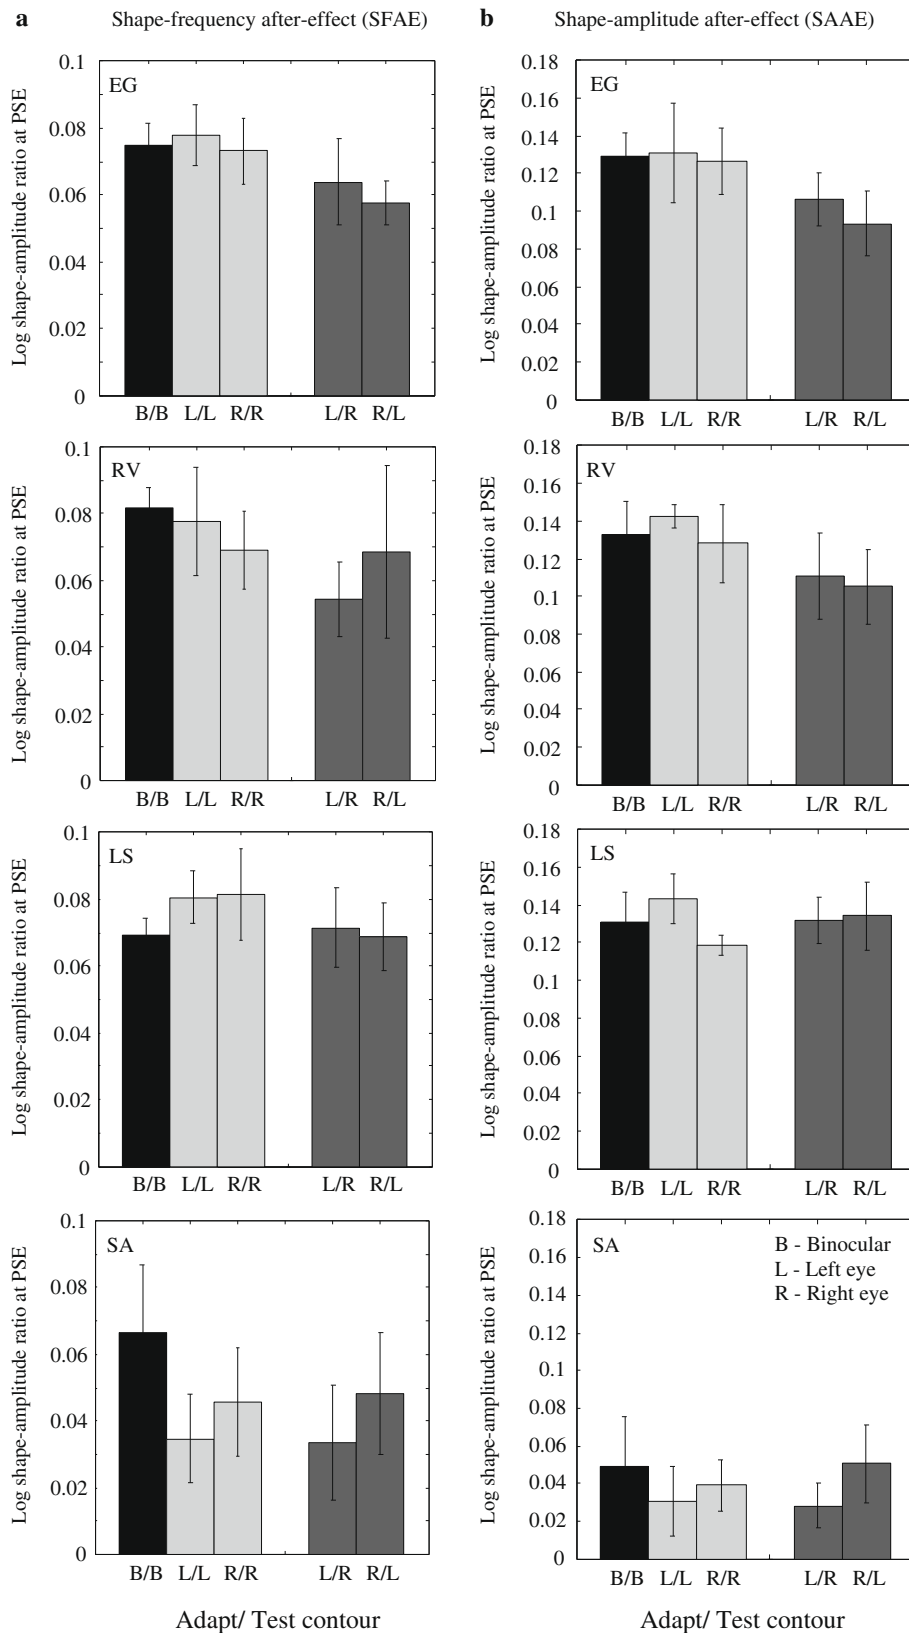 a Shape-frequency after-effect (SFAE)
b Shape-amplitude after-effect (SAAE)
Log shape-amplitude ratio at PSE
EG
0.1
0.08
0.06
0.04
0.02
0
B/B L/L R/R L/R R/L
Log shape-amplitude ratio at PSE
EG
0.18
0.16
0.14
0.12
0.1
0.08
0.06
0.04
0.02
0
B/B L/L R/R L/R R/L
Log shape-amplitude ratio at PSE
RV
0.1
0.08
0.06
0.04
0.02
0
B/B L/L R/R L/R R/L
Log shape-amplitude ratio at PSE
RV
0.18
0.16
0.14
0.12
0.1
0.08
0.06
0.04
0.02
0
B/B L/L R/R L/R R/L
Log shape-amplitude ratio at PSE
LS
0.1
0.08
0.06
0.04
0.02
0
B/B L/L R/R L/R R/L
Log shape-amplitude ratio at PSE
LS
0.18
0.16
0.14
0.12
0.1
0.08
0.06
0.04
0.02
0
B/B L/L R/R L/R R/L
Log shape-amplitude ratio at PSE
SA
0.1
0.08
0.06
0.04
0.02
0
B/B L/L R/R L/R R/L
Adapt/ Test contour
Log shape-amplitude ratio at PSE
SA
B - Binocular
L - Left eye
R - Right eye
0.18
0.16
0.14
0.12
0.1
0.08
0.06
0.04
0.02
0
B/B L/L R/R L/R R/L
Adapt/ Test contour